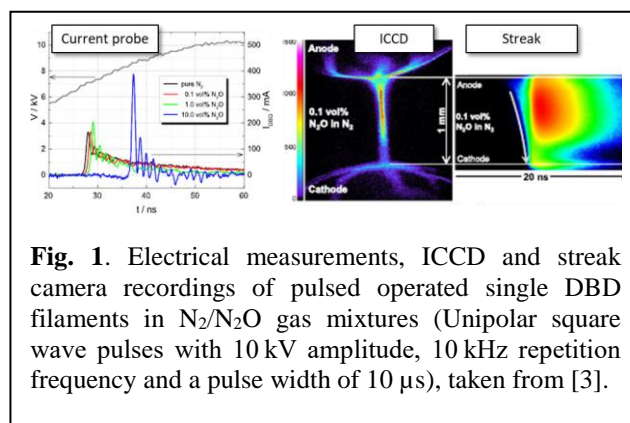 Current probe
ICCD
Streak
V / kV
10
8
6
4
2
0
pure N₂
0.1 vol% N₂O
1.0 vol% N₂O
10.0 vol% N₂O
500
400
300
200
100
0
I_DBD / mA
20 30 40 50 60
t / ns
1500
1000
500
0
Anode
0.1 vol%
N₂O in N₂
1 mm
Cathode
Anode
0.1 vol%
N₂O in N₂
Cathode
20 ns
Fig. 1. Electrical measurements, ICCD and streak
camera recordings of pulsed operated single DBD
filaments in N₂/N₂O gas mixtures (Unipolar square
wave pulses with 10 kV amplitude, 10 kHz repetition
frequency and a pulse width of 10 µs), taken from [3].